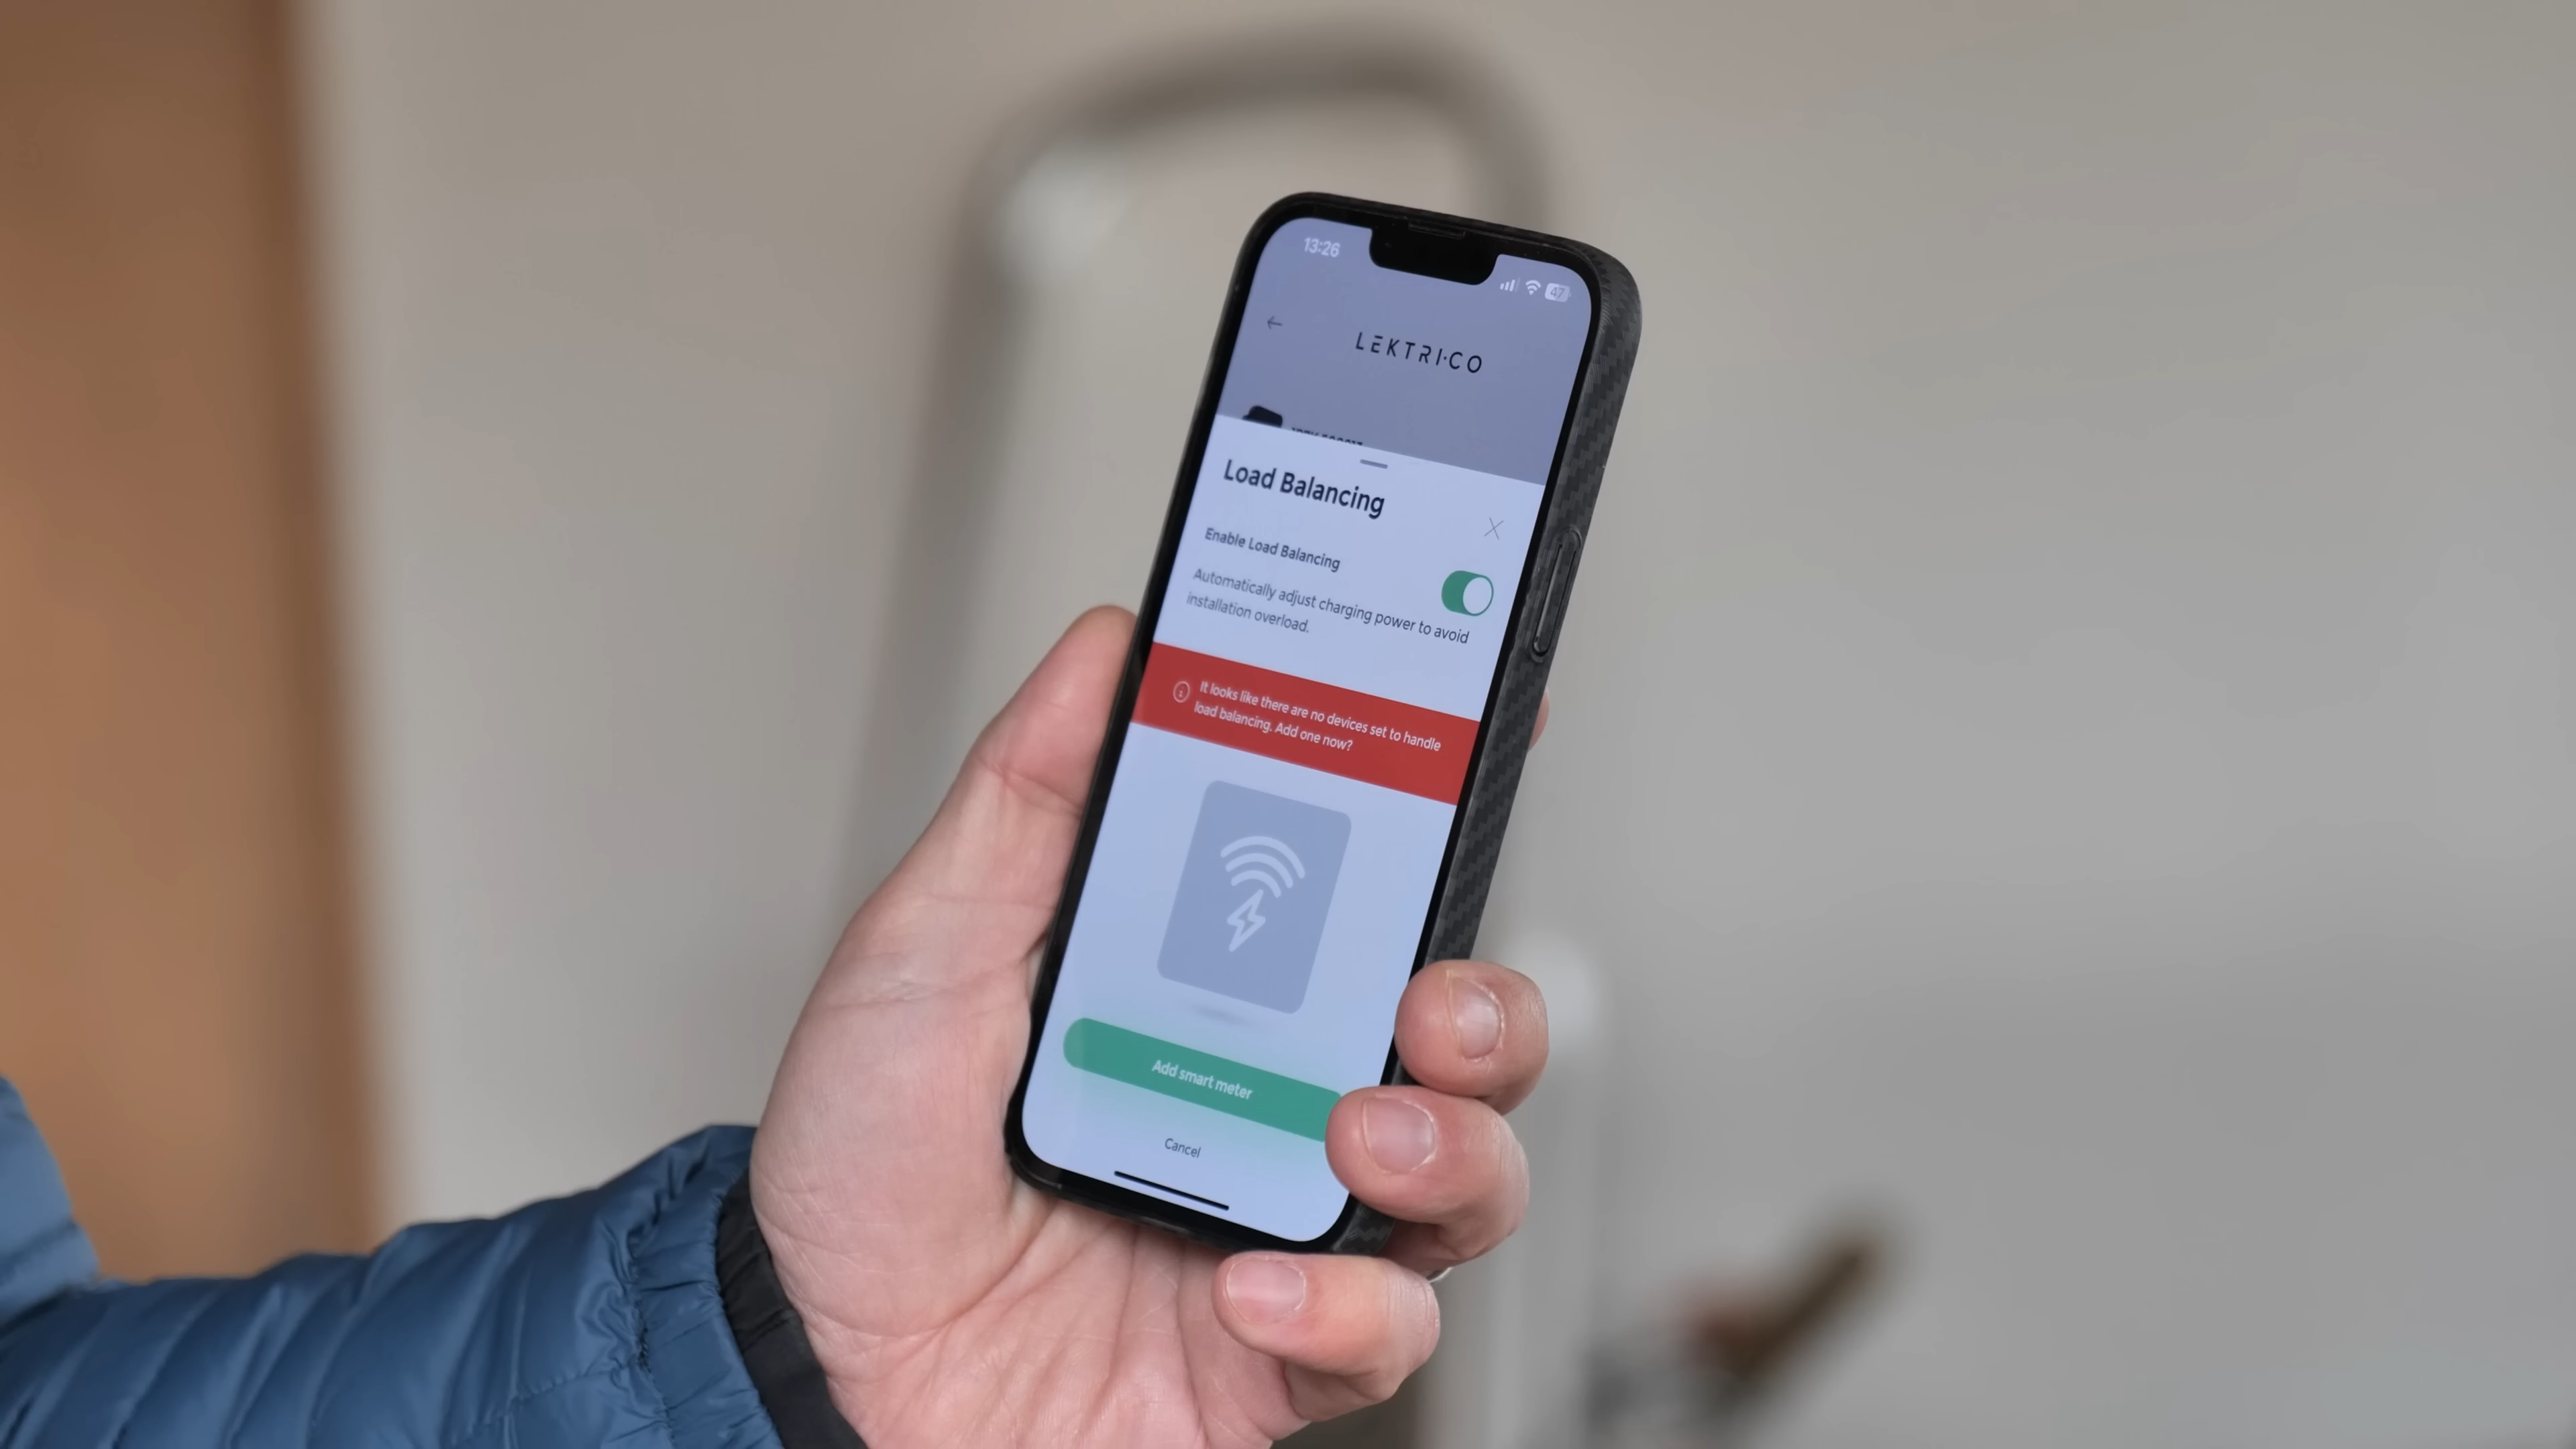 13:26
47
LEKTRI.CO
Load Balancing
Enable Load Balancing
Automatically adjust charging power to avoid
installation overload.
It looks like there are no devices set to handle
load balancing. Add one now?
Add smart meter
Cancel